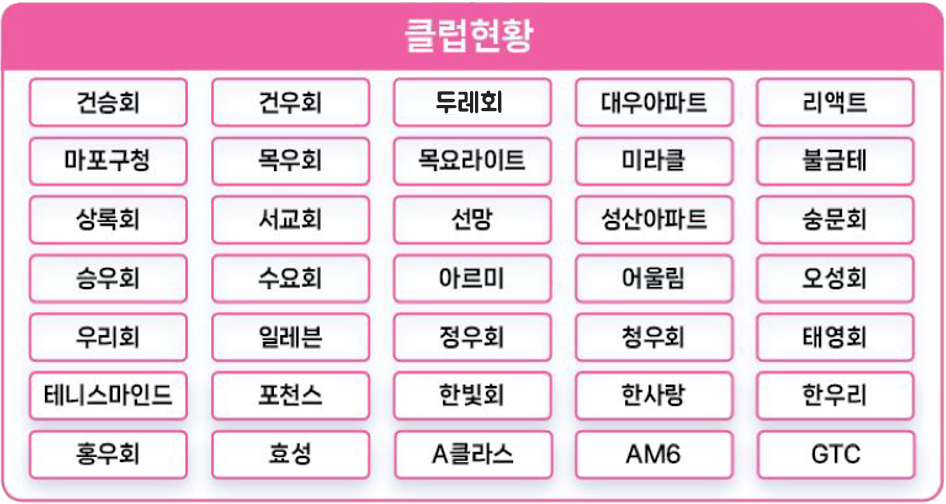 클럽현황
건승회 건우회 두레회 대우아파트 리액트
마포구청 목우회 목요라이트 미라클 불금테
상록회 서교회 선망 성산아파트 숭문회
승우회 수요회 아르미 어울림 오성회
우리회 일레븐 정우회 청우회 태영회
테니스마인드 포천스 한빛회 한사랑 한우리
홍우회 효성 A클라스 AM6 GTC